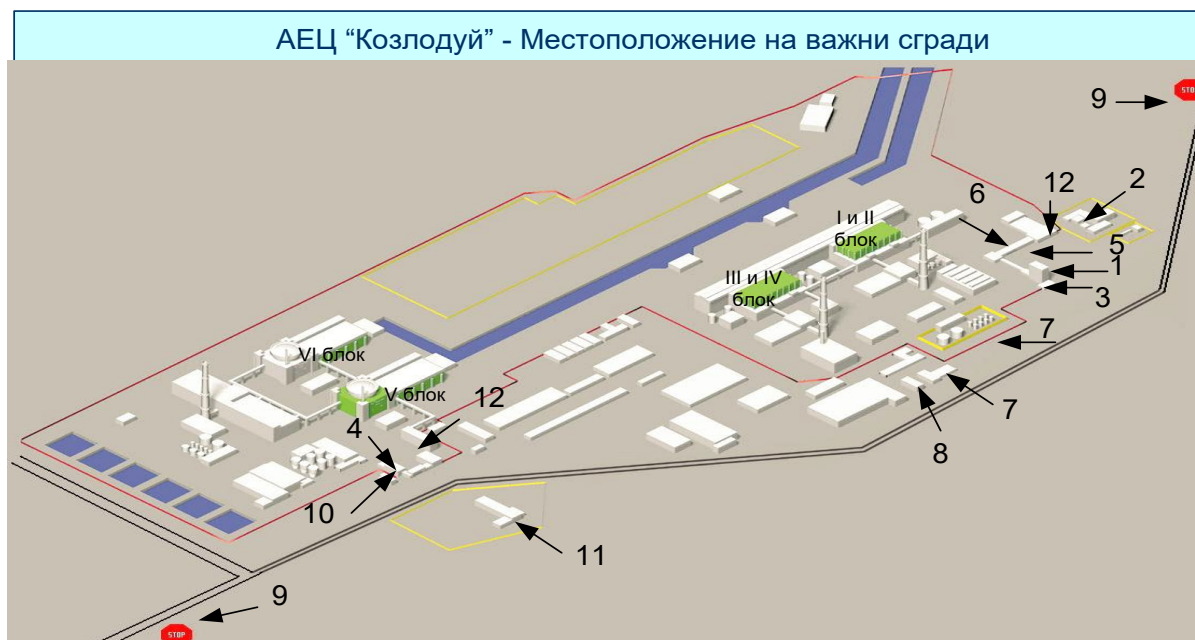 АЕЦ “Козлодуй” - Местоположение на важни сгради
9
STOP
6
12
2
I и II
блок
5
1
III и IV
блок
3
7
VI блок
V блок
12
7
4
8
10
11
9
STOP